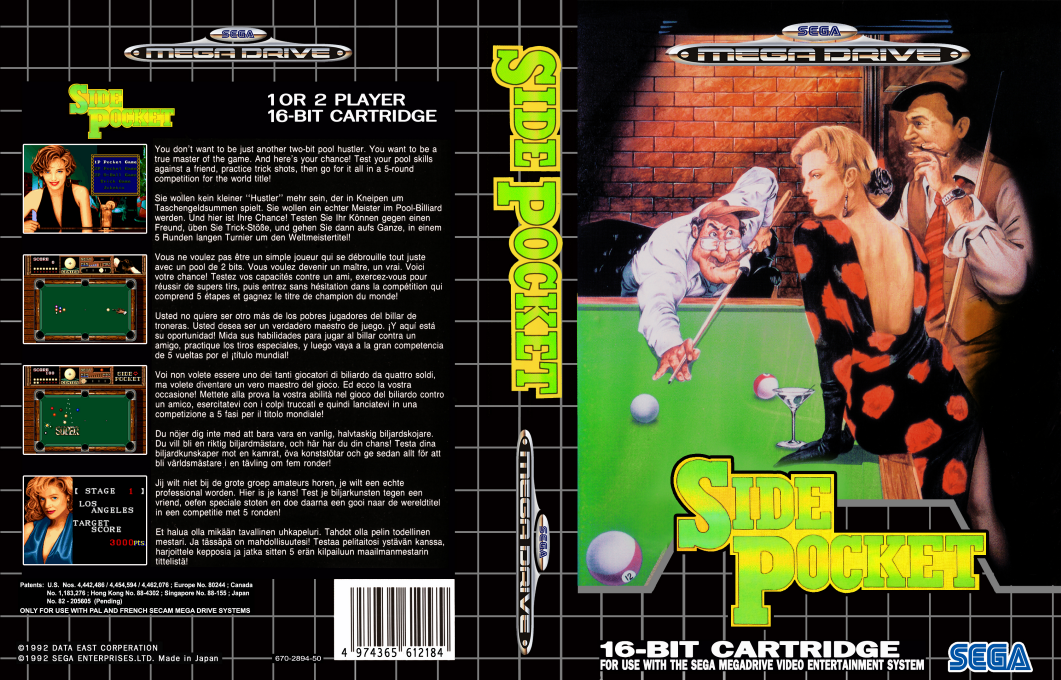 SEGA
MEGA DRIVE
SIDE
POCKET
1 OR 2 PLAYER
16-BIT CARTRIDGE
You don't want to be just another two-bit pool hustler. You want to be a
true master of the game. And here's your chance! Test your pool skills
against a friend, practice trick shots, then go for it all in a 5-round
competition for the world title!
Sie wollen kein kleiner ‘‘Hustler’’ mehr sein, der in Kneipen um
Taschengeldsummen spielt. Sie wollen ein echter Meister im Pool-Billiard
werden. Und hier ist Ihre Chance! Testen Sie Ihr Können gegen einen
Freund, üben Sie Trick-Stöße, und gehen Sie dann aufs Ganze, in einem
5 Runden langen Turnier um den Weltmeistertitel!
Vous ne voulez pas être un simple joueur qui se débrouille tout juste
avec un pool de 2 bits. Vous voulez devenir un maître, un vrai. Voici
votre chance! Testez vos capacités contre un ami, exercez-vous pour
réussir de supers tirs, puis entrez sans hésitation dans la compétition qui
comprend 5 étapes et gagnez le titre de champion du monde!
Usted no quiere ser otro más de los pobres jugadores del billar de
troneras. Usted desea ser un verdadero maestro de juego. ¡Y aquí está
su oportunidad! Mida sus habilidades para jugar al billar contra un
amigo, practique los tiros especiales, y luego vaya a la gran competencia
de 5 vueltas por el ¡título mundial!
Voi non volete essere uno dei tanti giocatori di biliardo da quattro soldi,
ma volete diventare un vero maestro del gioco. Ed ecco la vostra
occasione! Mettete alla prova la vostra abilità nel gioco del biliardo contro
un amico, esercitatevi con i colpi truccati e quindi lanciatevi in una
competizione a 5 fasi per il titolo mondiale!
Du nöjer dig inte med att bara vara en vanlig, halvtaskig biljardskojare.
Du vill bli en riktig biljardmästare, och här har du din chans! Testa dina
biljardkunskaper mot en kamrat, öva konststötar och ge sedan allt för att
bli världsmästare i en tävling om fem ronder!
Jij wilt niet bij de grote groep amateurs horen, je wilt een echte
professional worden. Hier is je kans! Test je biljarkunsten tegen een
vriend, oefen speciale stoten en doe daarna een gooi naar de wereldtitel
in een competitie met 5 ronden!
Et halua olla mikään tavallinen uhkapeluri. Tahdot olla pelin todellinen
mestari. Ja tässäpä on mahdollisuutesi! Testaa pelitaitosi ystävän kanssa,
harjoittele kepposia ja jatka sitten 5 erän kilpailuun maailmanmestarin
tittelistä!
1P Pocket Game
SCORE
SCORE
SIDE
POCKET
SUPER
[ STAGE 1 ]
LOS
ANGELES
TARGET
SCORE
3000Pts.
Patents: U.S. Nos. 4,442,486 / 4,454,594 / 4,462,076 ; Europe No. 80244 ; Canada
No. 1,183,276 ; Hong Kong No. 88-4302 ; Singapore No. 88-155 ; Japan
No. 82 - 205605 (Pending)
ONLY FOR USE WITH PAL AND FRENCH SECAM MEGA DRIVE SYSTEMS
©1992 DATA EAST CORPERATION
©1992 SEGA ENTERPRISES.LTD. Made in Japan
670-2894-50
4 974365 612184
SIDE POCKET
SEGA
MEGA DRIVE
SEGA
MEGA DRIVE
12
SIDE
POCKET
16-BIT CARTRIDGE
FOR USE WITH THE SEGA MEGADRIVE VIDEO ENTERTAINMENT SYSTEM
SEGA